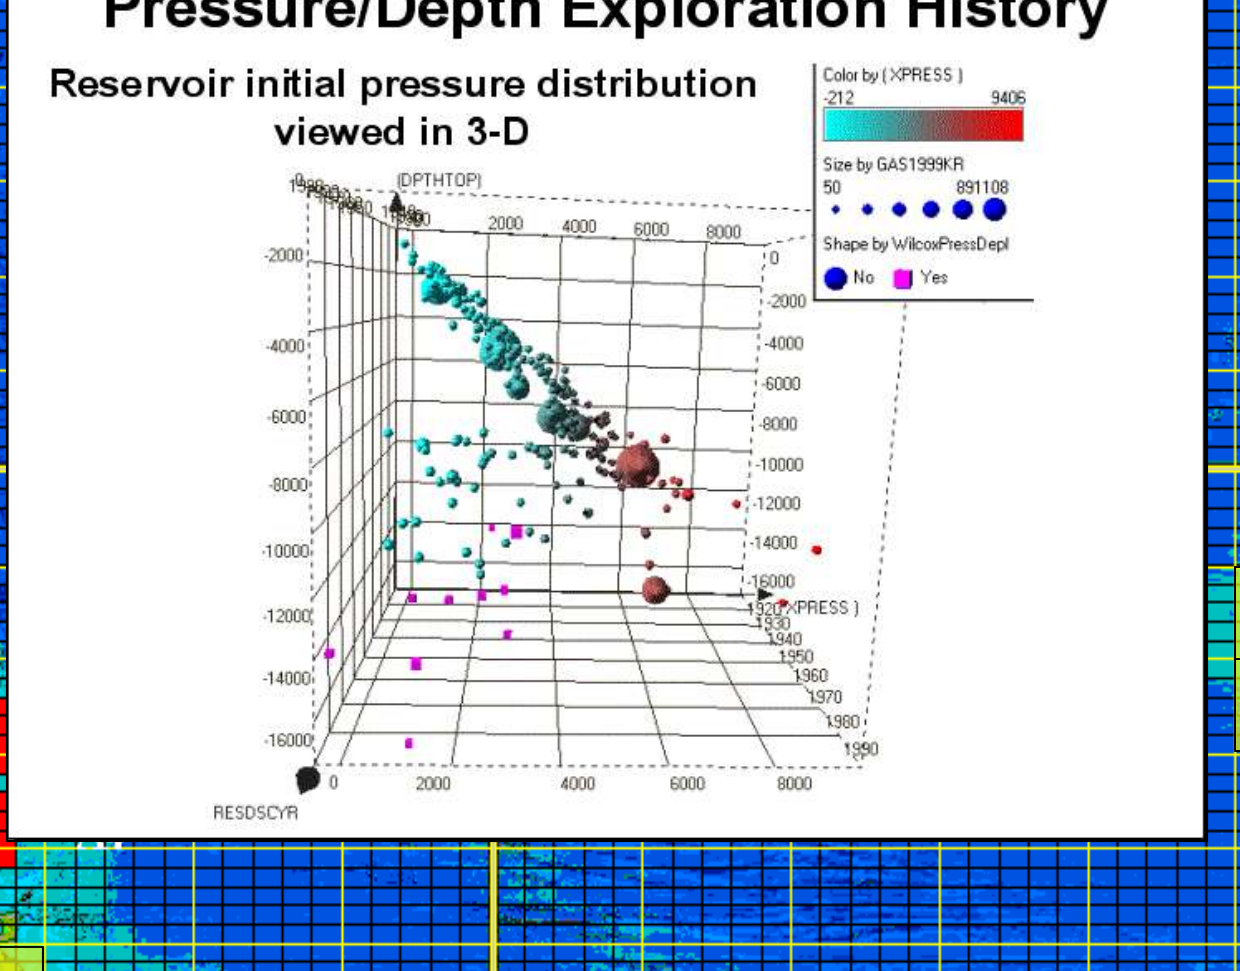 Pressure/Depth Exploration History
Reservoir initial pressure distribution
viewed in 3-D
Color by ( XPRESS )
-212 9406
Size by GAS1999KR
50 891108
Shape by WilcoxPressDepl
No Yes
(DPTHTOP)
2000 4000 6000 8000
0
-2000
-4000
-6000
-8000
-10000
-12000
-14000
-16000
-2000
-4000
-6000
-8000
-10000
-12000
-14000
-16000
1920 XPRESS )
1930
1940
1950
1960
1970
1980
1990
0 2000 4000 6000 8000
RESDSCYR